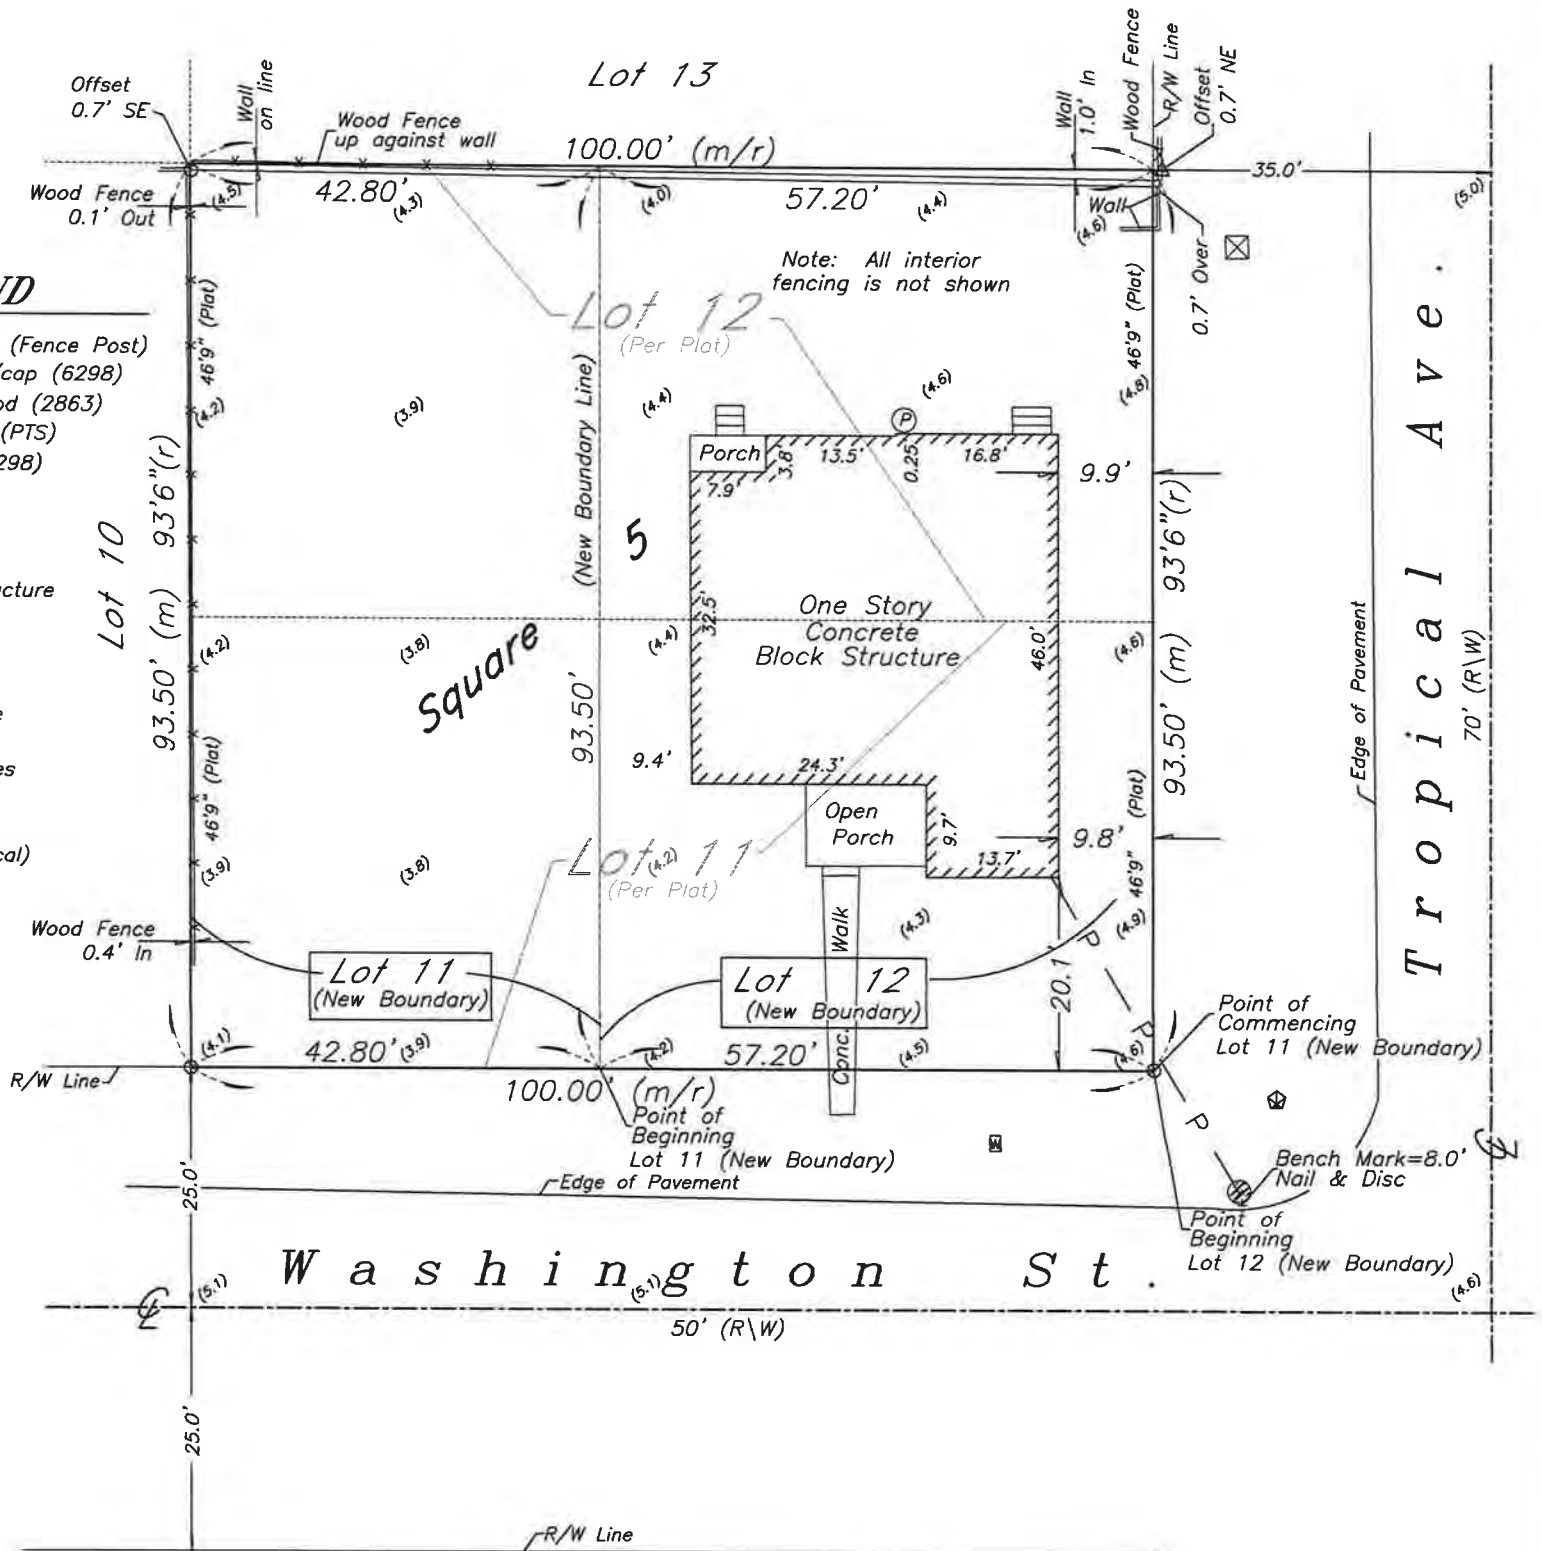 Lot 13
Offset
0.7' SE
Wall
on line
Wood Fence
up against wall
100.00' (m/r)
Wall
1.0' In
Wood Fence
R/W Line
Offset
0.7' NE
35.0'
(5.0)
Wood Fence
0.1' Out
(4.5)
42.80'
(4.3)
(4.0)
57.20'
(4.4)
Wall
(4.6)
0.7' Over
Note: All interior
fencing is not shown
ND
(Fence Post)
/cap (6298)
od (2863)
(PTS)
298)
46'9" (Plat)
Lot 12
(Per Plat)
46'9" (Plat)
(4.2)
(3.9)
(New Boundary Line)
(4.4)
(4.6)
(4.8)
P
Porch
3.8'
13.5'
0.25'
16.8'
7.9'
9.9'
Lot 10
93.50' (m) 93'6"(r)
5
Square
93'6"(r)
93.50' (m)
cture
One Story
Concrete
Block Structure
32.5'
46.0'
(4.2)
(3.8)
(4.4)
(4.6)
Edge of Pavement
Tropical Ave.
70' (R\W)
e
es
cal)
46'9" (Plat)
93.50'
9.4'
24.3'
Open
Porch
9.7'
13.7'
9.8'
46'9" (Plat)
Lot 11
(Per Plat)
(4.2)
(3.9)
(3.8)
Wood Fence
0.4' In
Lot 11
(New Boundary)
Lot 12
(New Boundary)
Conc. Walk
(4.3)
(4.9)
20.1'
P
P
P
Point of
Commencing
Lot 11 (New Boundary)
(4.1)
42.80'
(3.9)
(4.2)
57.20'
(4.5)
(4.6)
R/W Line
100.00' (m/r)
Point of
Beginning
Lot 11 (New Boundary)
W
Bench Mark=8.0'
Nail & Disc
Edge of Pavement
25.0'
Point of
Beginning
Lot 12 (New Boundary)
Washington St.
(5.1)
(5.1)
(4.6)
50' (R\W)
25.0'
R/W Line